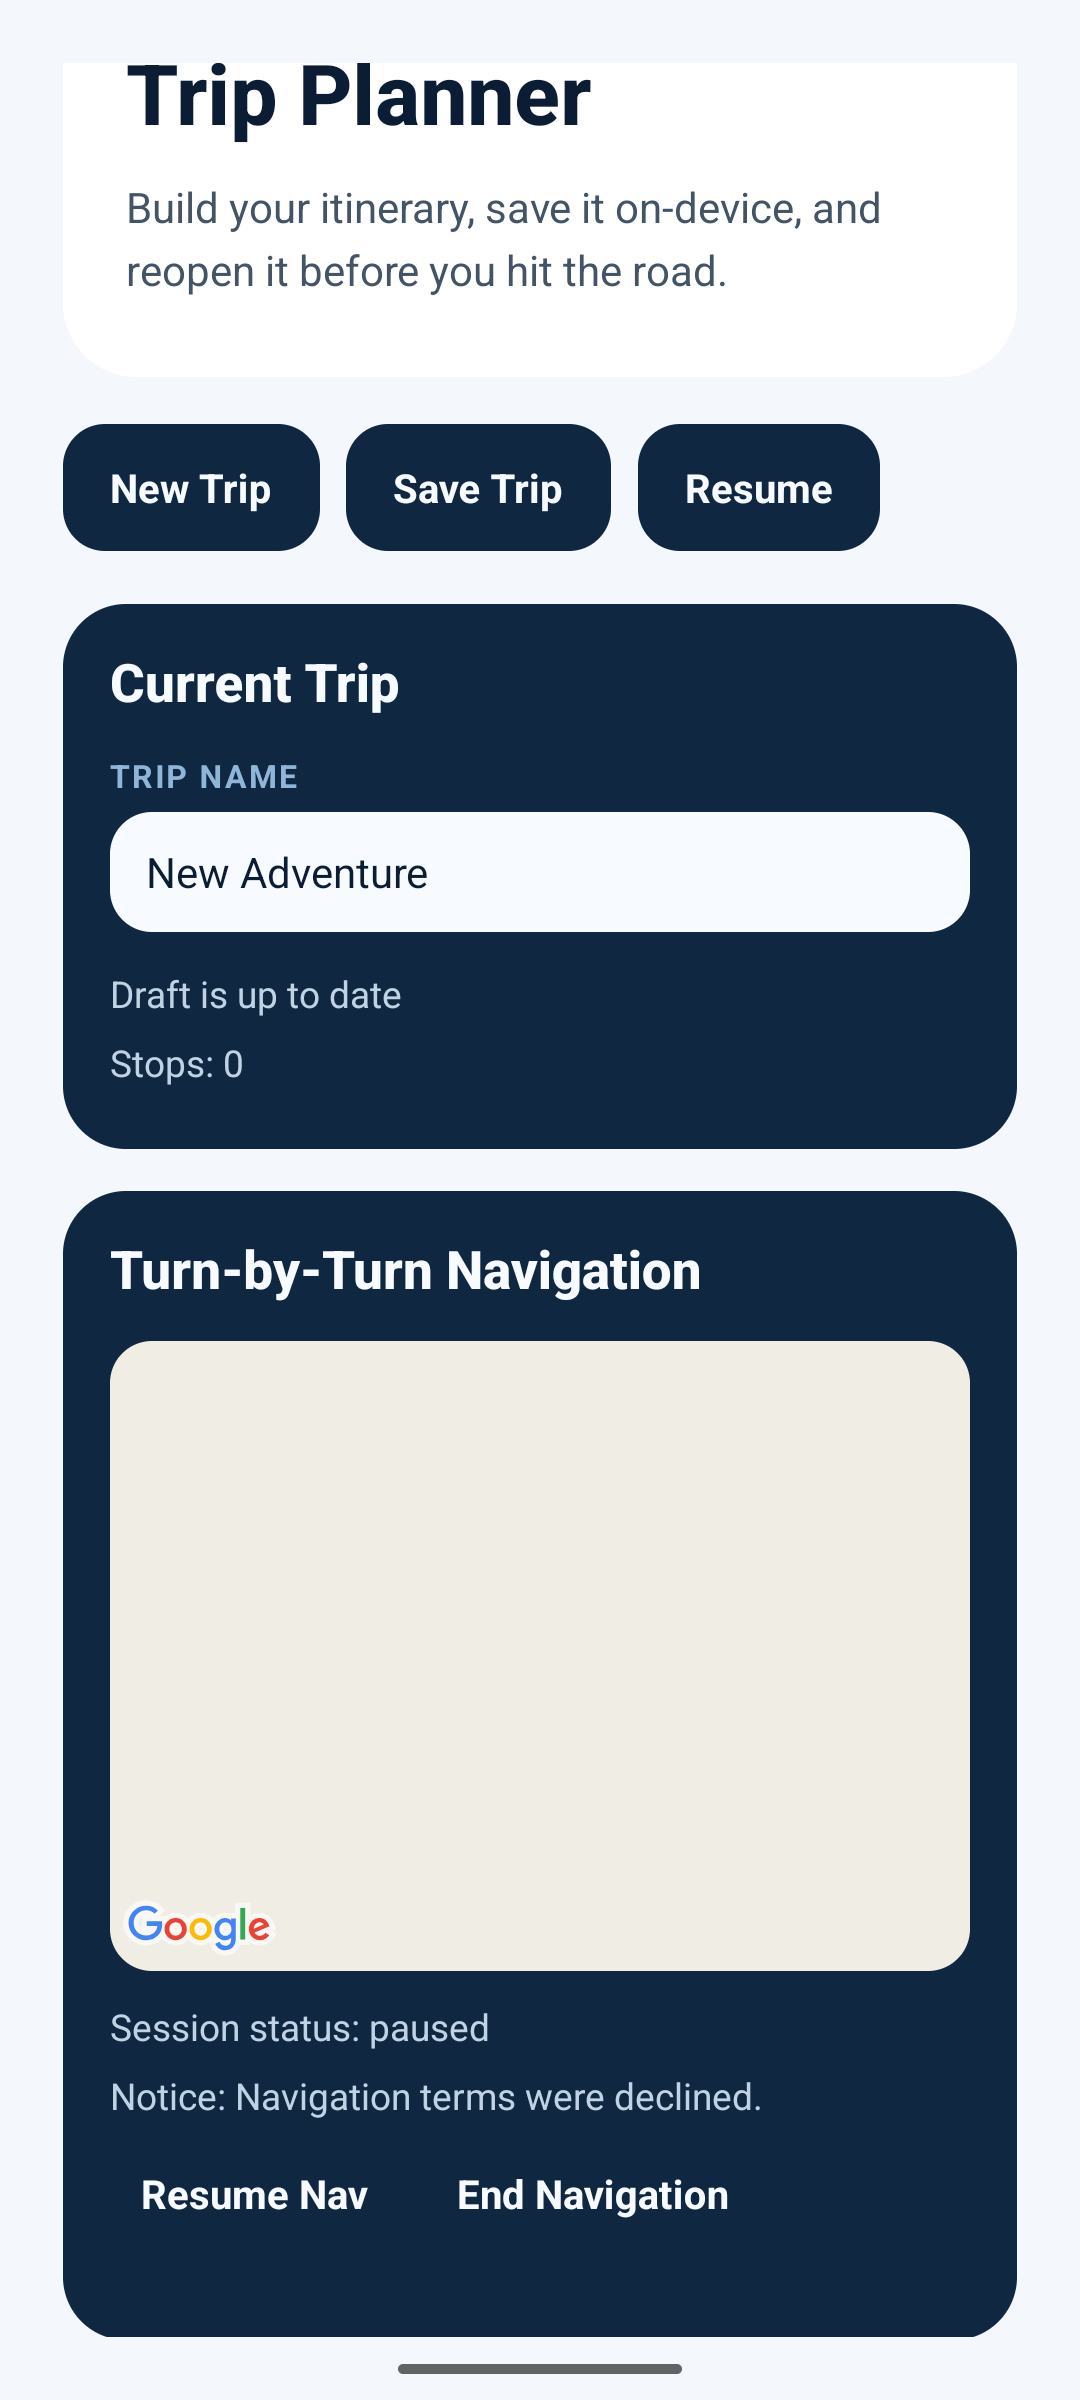 Trip Planner
Build your itinerary, save it on-device, and
reopen it before you hit the road.
New Trip
Save Trip
Resume
Current Trip
TRIP NAME
New Adventure
Draft is up to date
Stops: 0
Turn-by-Turn Navigation
Google
Session status: paused
Notice: Navigation terms were declined.
Resume Nav
End Navigation